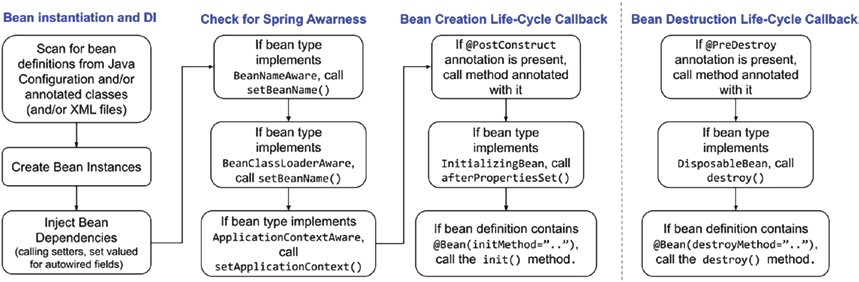 Bean instantiation and DI
Scan for bean
definitions from Java
Configuration and/or
annotated classes
(and/or XML files)
Create Bean Instances
Inject Bean
Dependencies
(calling setters, set valued
for autowired fields)
Check for Spring Awarness
If bean type
implements
BeanNameAware, call
setBeanName()
If bean type
implements
BeanClassLoaderAware,
call setBeanName()
If bean type implements
ApplicationContextAware,
call
setApplicationContext()
Bean Creation Life-Cycle Callback
If @PostConstruct
annotation is present,
call method annotated
with it
If bean type
implements
InitializingBean, call
afterPropertiesSet()
If bean definition contains
@Bean(initMethod=”..”),
call the init() method.
Bean Destruction Life-Cycle Callback
If @PreDestroy
annotation is present,
call method annotated
with it
If bean type
implements
DisposableBean, call
destroy()
If bean definition contains
@Bean(destroyMethod=”..”),
call the destroy() method.